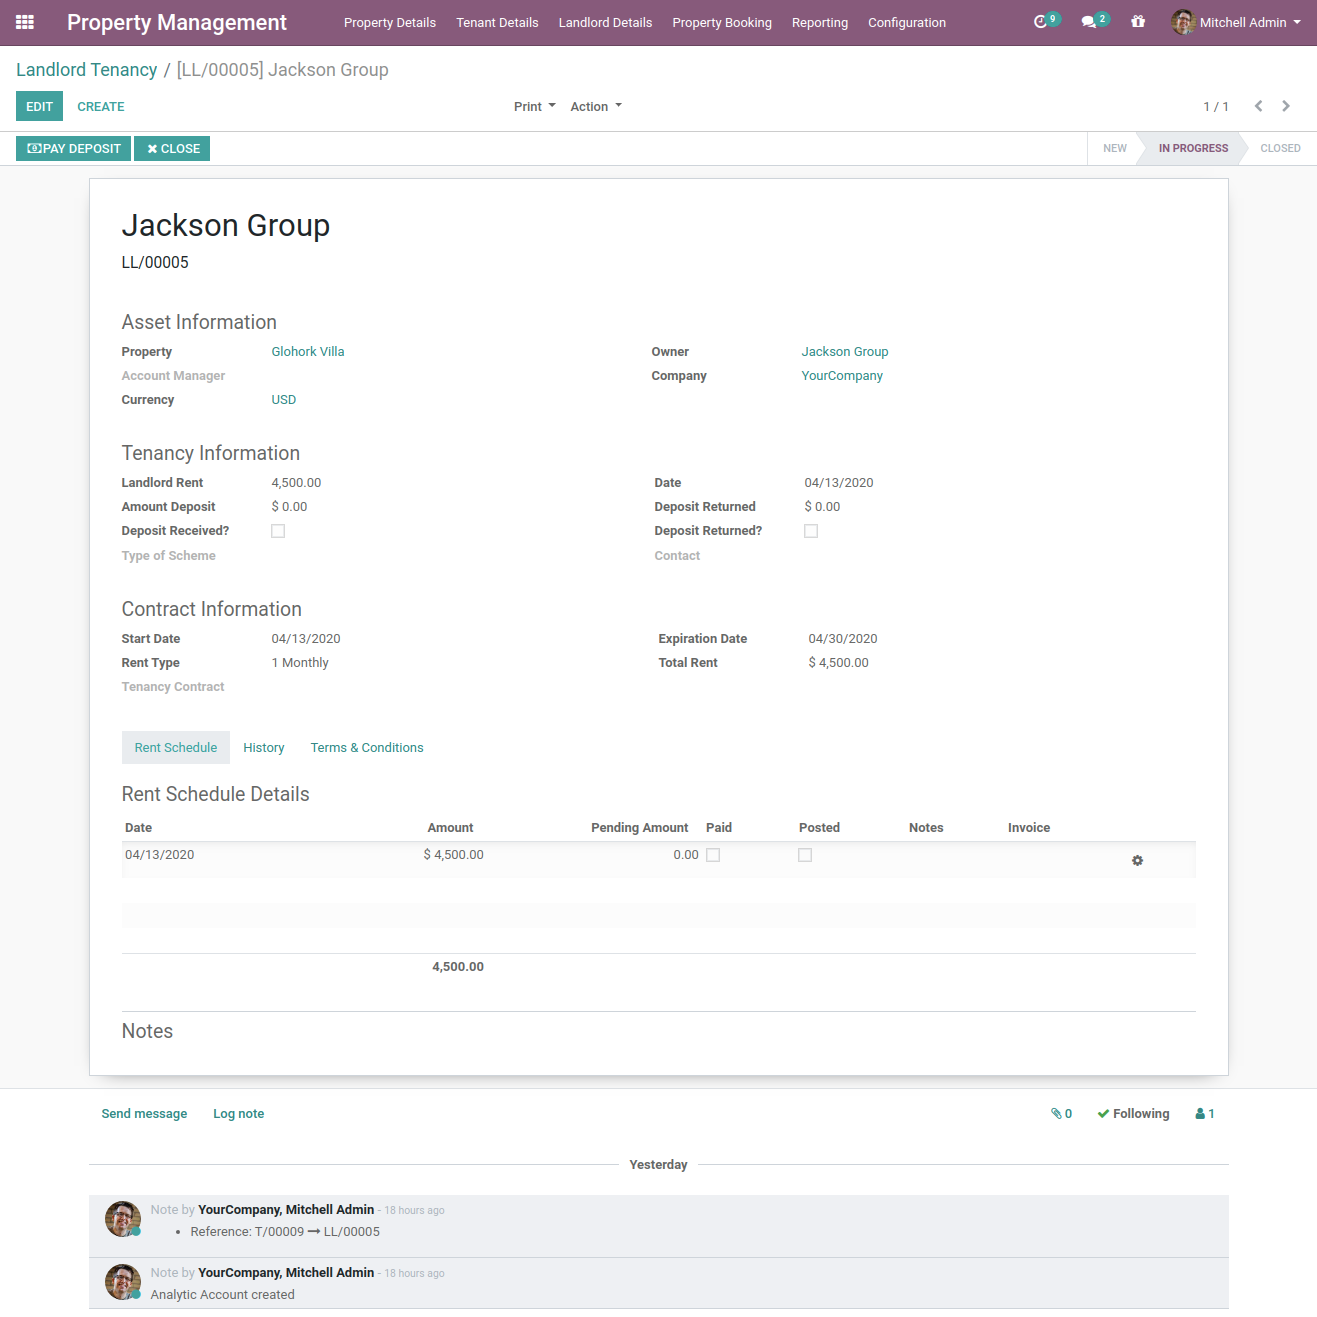 Property Management Property Details Tenant Details Landlord Details Property Booking Reporting Configuration 9 2 Mitchell Admin
Landlord Tenancy / [LL/00005] Jackson Group
EDIT CREATE Print Action 1 / 1
PAY DEPOSIT CLOSE NEW IN PROGRESS CLOSED
Jackson Group
LL/00005
Asset Information
Property Glohork Villa Owner Jackson Group
Account Manager Company YourCompany
Currency USD
Tenancy Information
Landlord Rent 4,500.00 Date 04/13/2020
Amount Deposit $ 0.00 Deposit Returned $ 0.00
Deposit Received? Deposit Returned?
Type of Scheme Contact
Contract Information
Start Date 04/13/2020 Expiration Date 04/30/2020
Rent Type 1 Monthly Total Rent $ 4,500.00
Tenancy Contract
Rent Schedule History Terms & Conditions
Rent Schedule Details
Date Amount Pending Amount Paid Posted Notes Invoice
04/13/2020 $ 4,500.00 0.00
4,500.00
Notes
Send message Log note 0 Following 1
Yesterday
Note by YourCompany, Mitchell Admin - 18 hours ago
• Reference: T/00009 → LL/00005
Note by YourCompany, Mitchell Admin - 18 hours ago
Analytic Account created